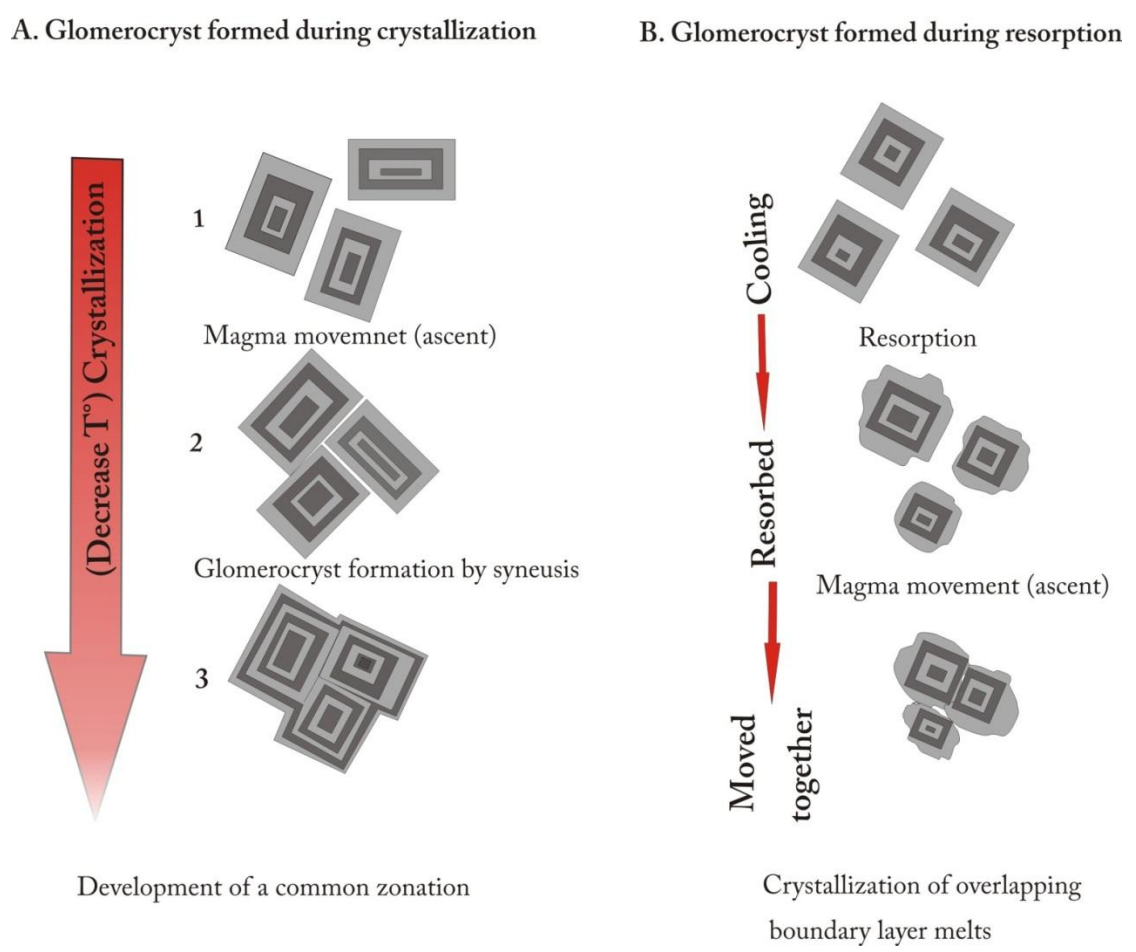 A. Glomerocryst formed during crystallization
(Decrease T°) Crystallization
1
Magma movemnet (ascent)
2
Glomerocryst formation by syneusis
3
Development of a common zonation
B. Glomerocryst formed during resorption
Cooling
Resorption
Resorbed
Magma movement (ascent)
Moved
together
Crystallization of overlapping
boundary layer melts